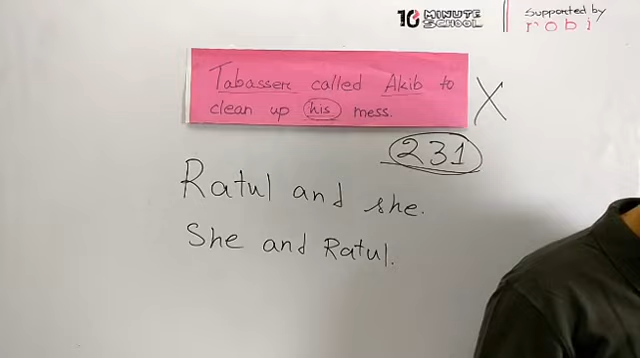 10 MINUTE SCHOOL
Supported by
robi
Tabasser called Akib to
clean up his mess.
X
231
Ratul and she.
She and Ratul.